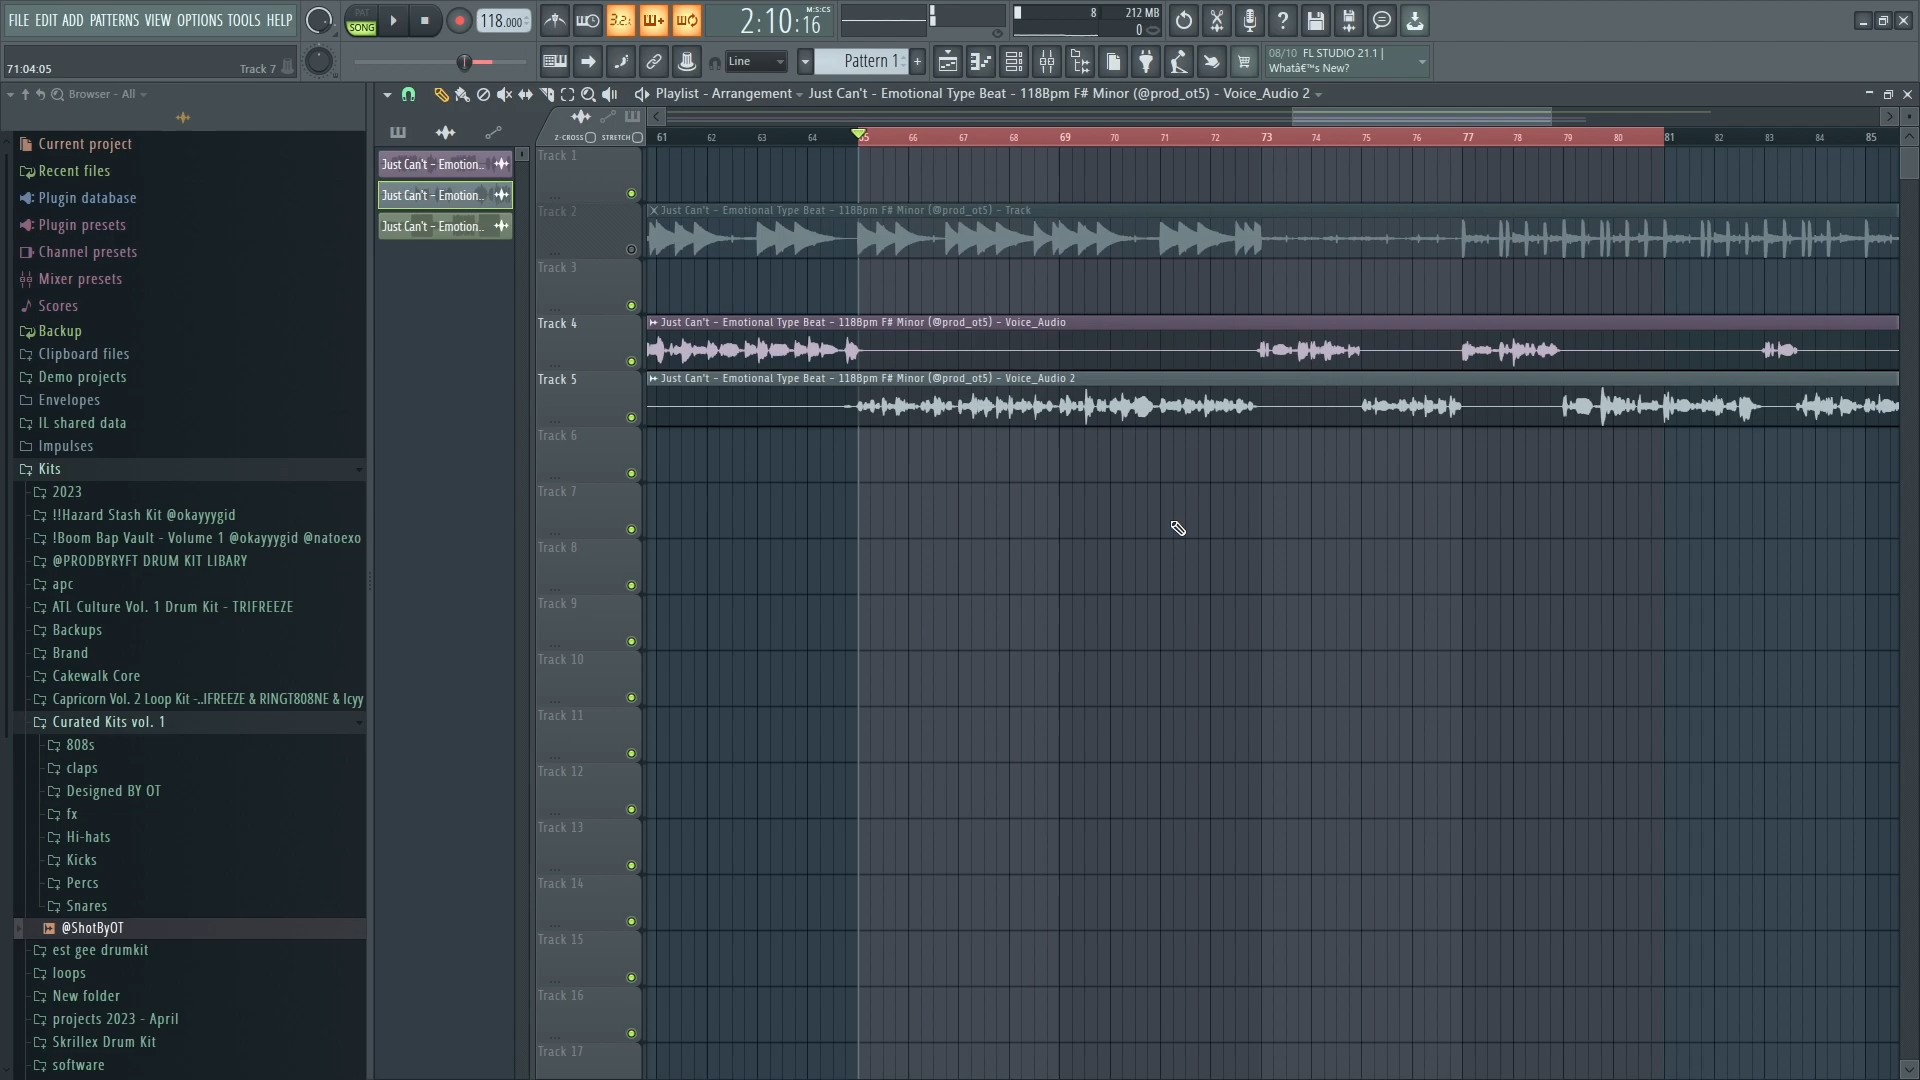 FILE EDIT ADD PATTERNS VIEW OPTIONS TOOLS HELP
PAT
SONG
118.000
3.2.
2:10:16
M:S:CS
8
212 MB
0
71:04:05
Track 7
Line
Pattern 1
+
08/10 FL STUDIO 21.1 |
Whatâ€™s New?
Browser - All
Playlist - Arrangement
Just Can't - Emotional Type Beat - 118Bpm F# Minor (@prod_ot5) - Voice_Audio 2
Z-CROSS
STRETCH
61 62 63 64 65 66 67 68 69 70 71 72 73 74 75 76 77 78 79 80 81 82 83 84 85
Current project
Recent files
Plugin database
Plugin presets
Channel presets
Mixer presets
Scores
Backup
Clipboard files
Demo projects
Envelopes
IL shared data
Impulses
Kits
2023
!!Hazard Stash Kit @okayyygid
!Boom Bap Vault - Volume 1 @okayyygid @natoexo
@PRODBYRYFT DRUM KIT LIBARY
apc
ATL Culture Vol. 1 Drum Kit - TRIFREEZE
Backups
Brand
Cakewalk Core
Capricorn Vol. 2 Loop Kit -..IFREEZE & RINGT808NE & Icyy
Curated Kits vol. 1
808s
claps
Designed BY OT
fx
Hi-hats
Kicks
Percs
Snares
@ShotByOT
est gee drumkit
loops
New folder
projects 2023 - April
Skrillex Drum Kit
software
Just Can't - Emotion..
Just Can't - Emotion..
Just Can't - Emotion..
Track 1
Track 2
Just Can't - Emotional Type Beat - 118Bpm F# Minor (@prod_ot5) - Track
Track 3
Track 4
Just Can't - Emotional Type Beat - 118Bpm F# Minor (@prod_ot5) - Voice_Audio
Track 5
Just Can't - Emotional Type Beat - 118Bpm F# Minor (@prod_ot5) - Voice_Audio 2
Track 6
Track 7
Track 8
Track 9
Track 10
Track 11
Track 12
Track 13
Track 14
Track 15
Track 16
Track 17